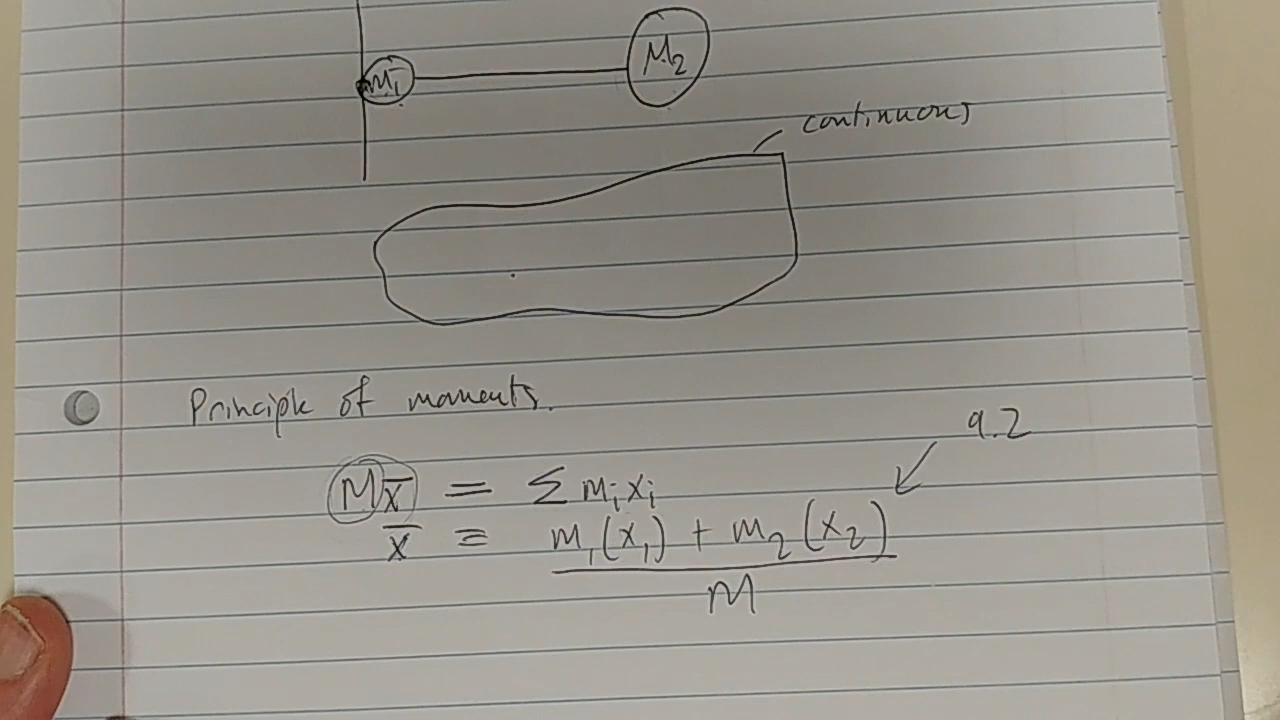 M₁ M₂
continuous
Principle of moments.
9.2
Mx̄ = Σ mᵢxᵢ
x̄ = m₁(x₁) + m₂(x₂)
M